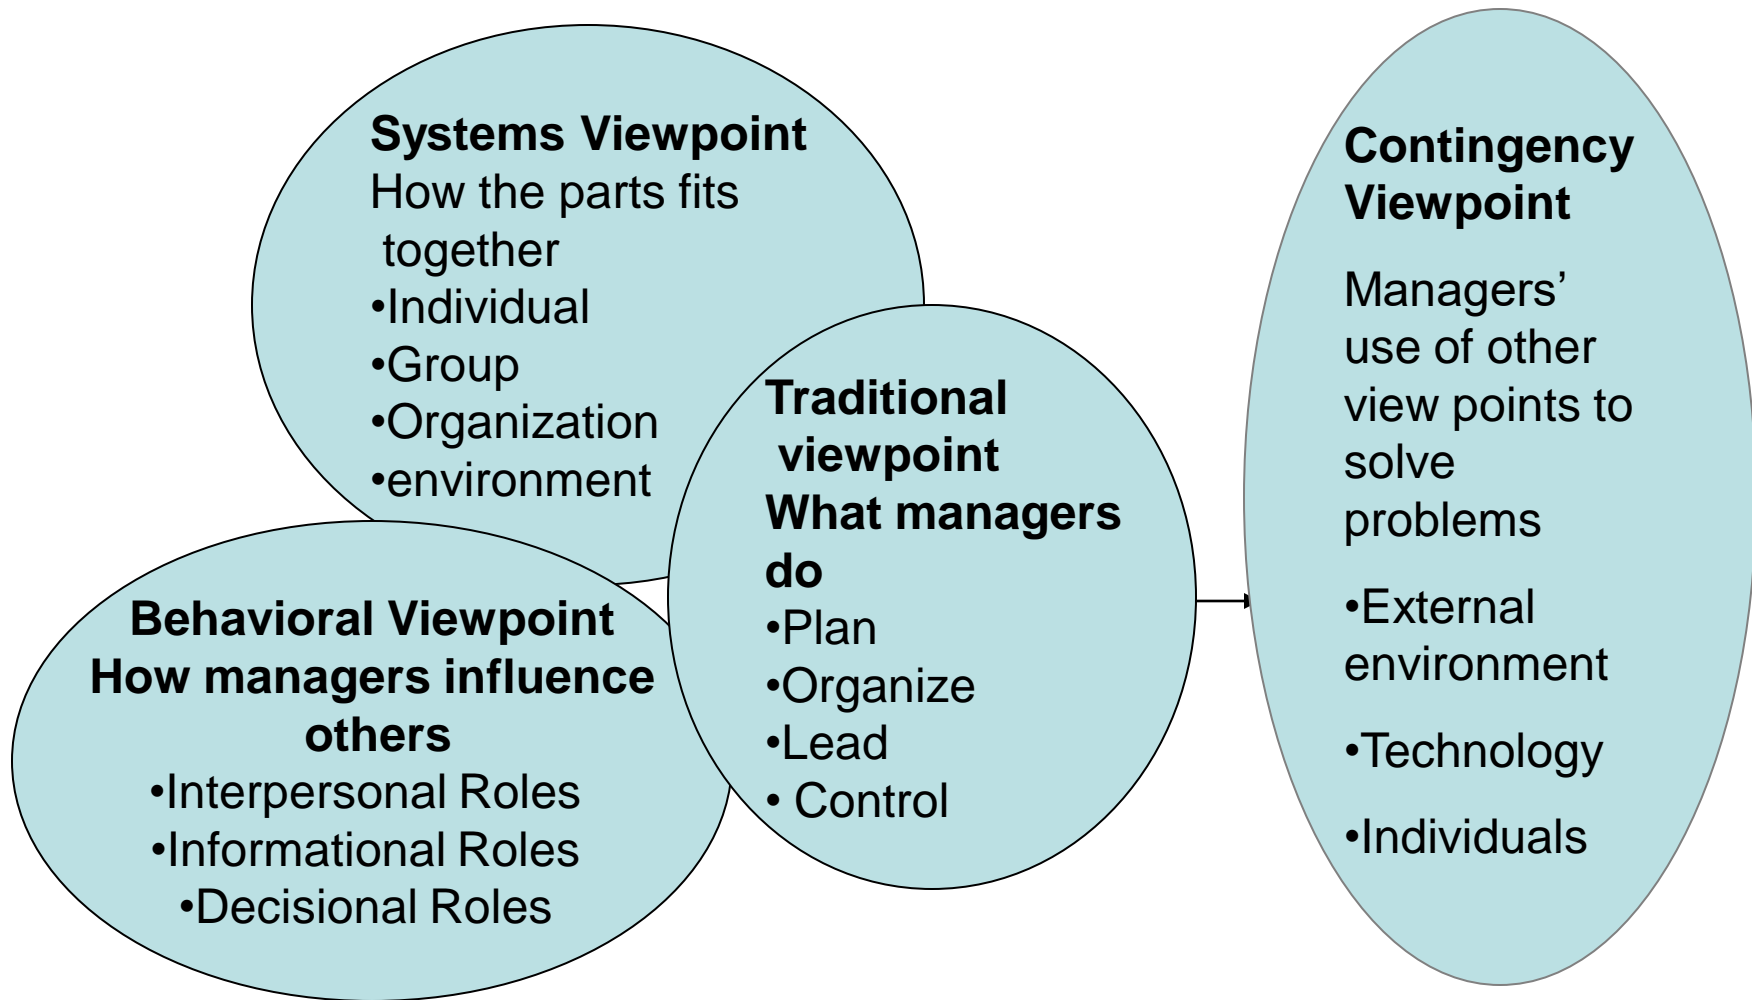 Systems Viewpoint
How the parts fits
together
•Individual
•Group
•Organization
•environment
Behavioral Viewpoint
How managers influence
others
•Interpersonal Roles
•Informational Roles
•Decisional Roles
Traditional
viewpoint
What managers
do
•Plan
•Organize
•Lead
• Control
Contingency
Viewpoint
Managers’
use of other
view points to
solve
problems
•External
environment
•Technology
•Individuals